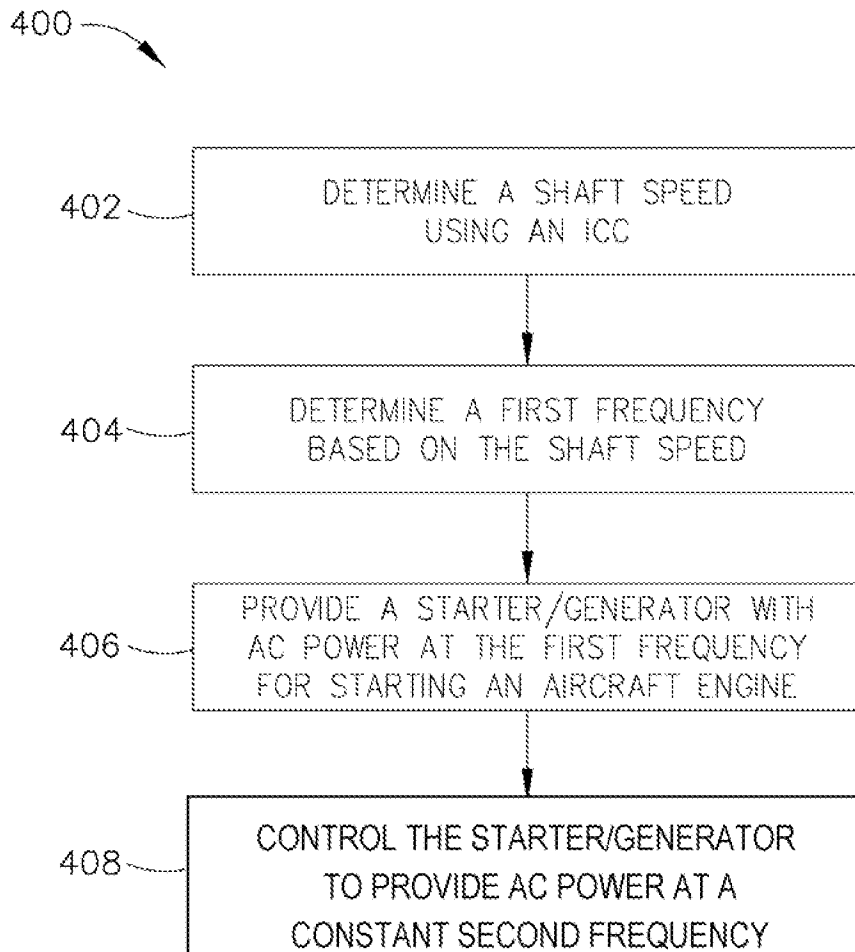 400
402
DETERMINE A SHAFT SPEED
USING AN ICC
404
DETERMINE A FIRST FREQUENCY
BASED ON THE SHAFT SPEED
406
PROVIDE A STARTER/GENERATOR WITH
AC POWER AT THE FIRST FREQUENCY
FOR STARTING AN AIRCRAFT ENGINE
408
CONTROL THE STARTER/GENERATOR
TO PROVIDE AC POWER AT A
CONSTANT SECOND FREQUENCY